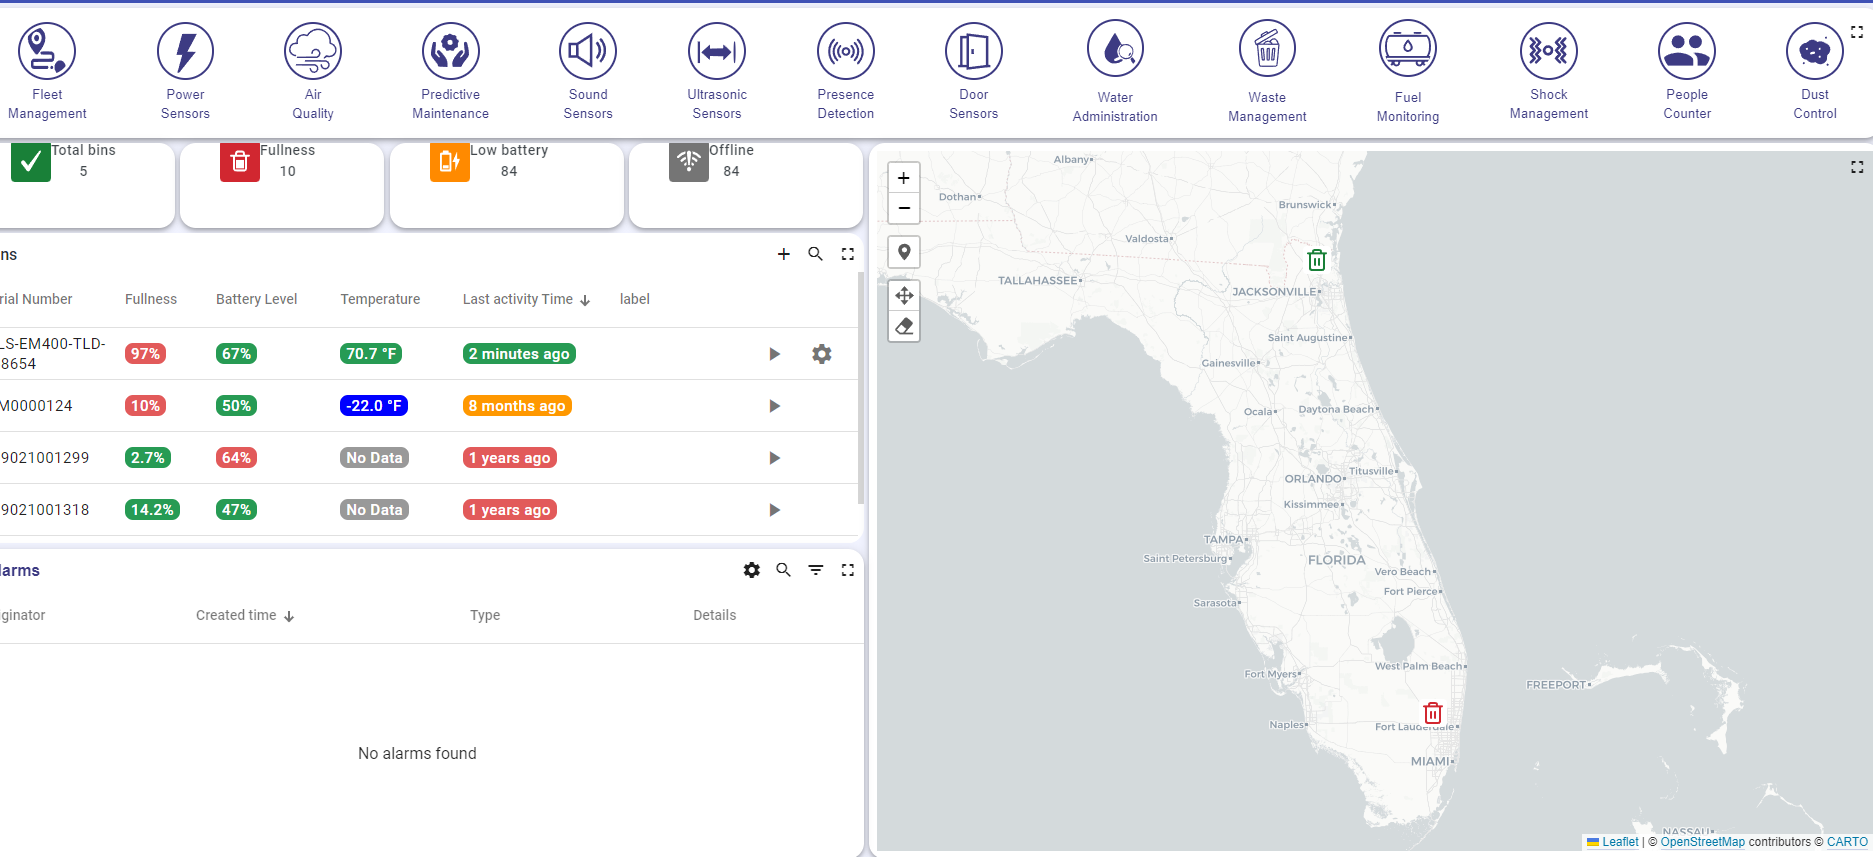 Fleet
Management
Power
Sensors
Air
Quality
Predictive
Maintenance
Sound
Sensors
Ultrasonic
Sensors
Presence
Detection
Door
Sensors
Water
Administration
Waste
Management
Fuel
Monitoring
Shock
Management
People
Counter
Dust
Control
Total bins
5
Fullness
10
Low battery
84
Offline
84
ns
rial Number Fullness Battery Level Temperature Last activity Time label
LS-EM400-TLD-
8654
97% 67% 70.7 °F 2 minutes ago
M0000124 10% 50% -22.0 °F 8 months ago
9021001299 2.7% 64% No Data 1 years ago
9021001318 14.2% 47% No Data 1 years ago
larms
ginator Created time Type Details
No alarms found
+
−
Albany
Dothan
Brunswick
Valdosta
TALLAHASSEE
JACKSONVILLE
Saint Augustine
Gainesville
Ocala
Daytona Beach
Titusville
ORLANDO
Kissimmee
TAMPA
Saint Petersburg
FLORIDA
Vero Beach
Fort Pierce
Sarasota
West Palm Beach
Fort Myers
FREEPORT
Naples
Fort Lauderdale
MIAMI
NASSAU
Leaflet | © OpenStreetMap contributors © CARTO